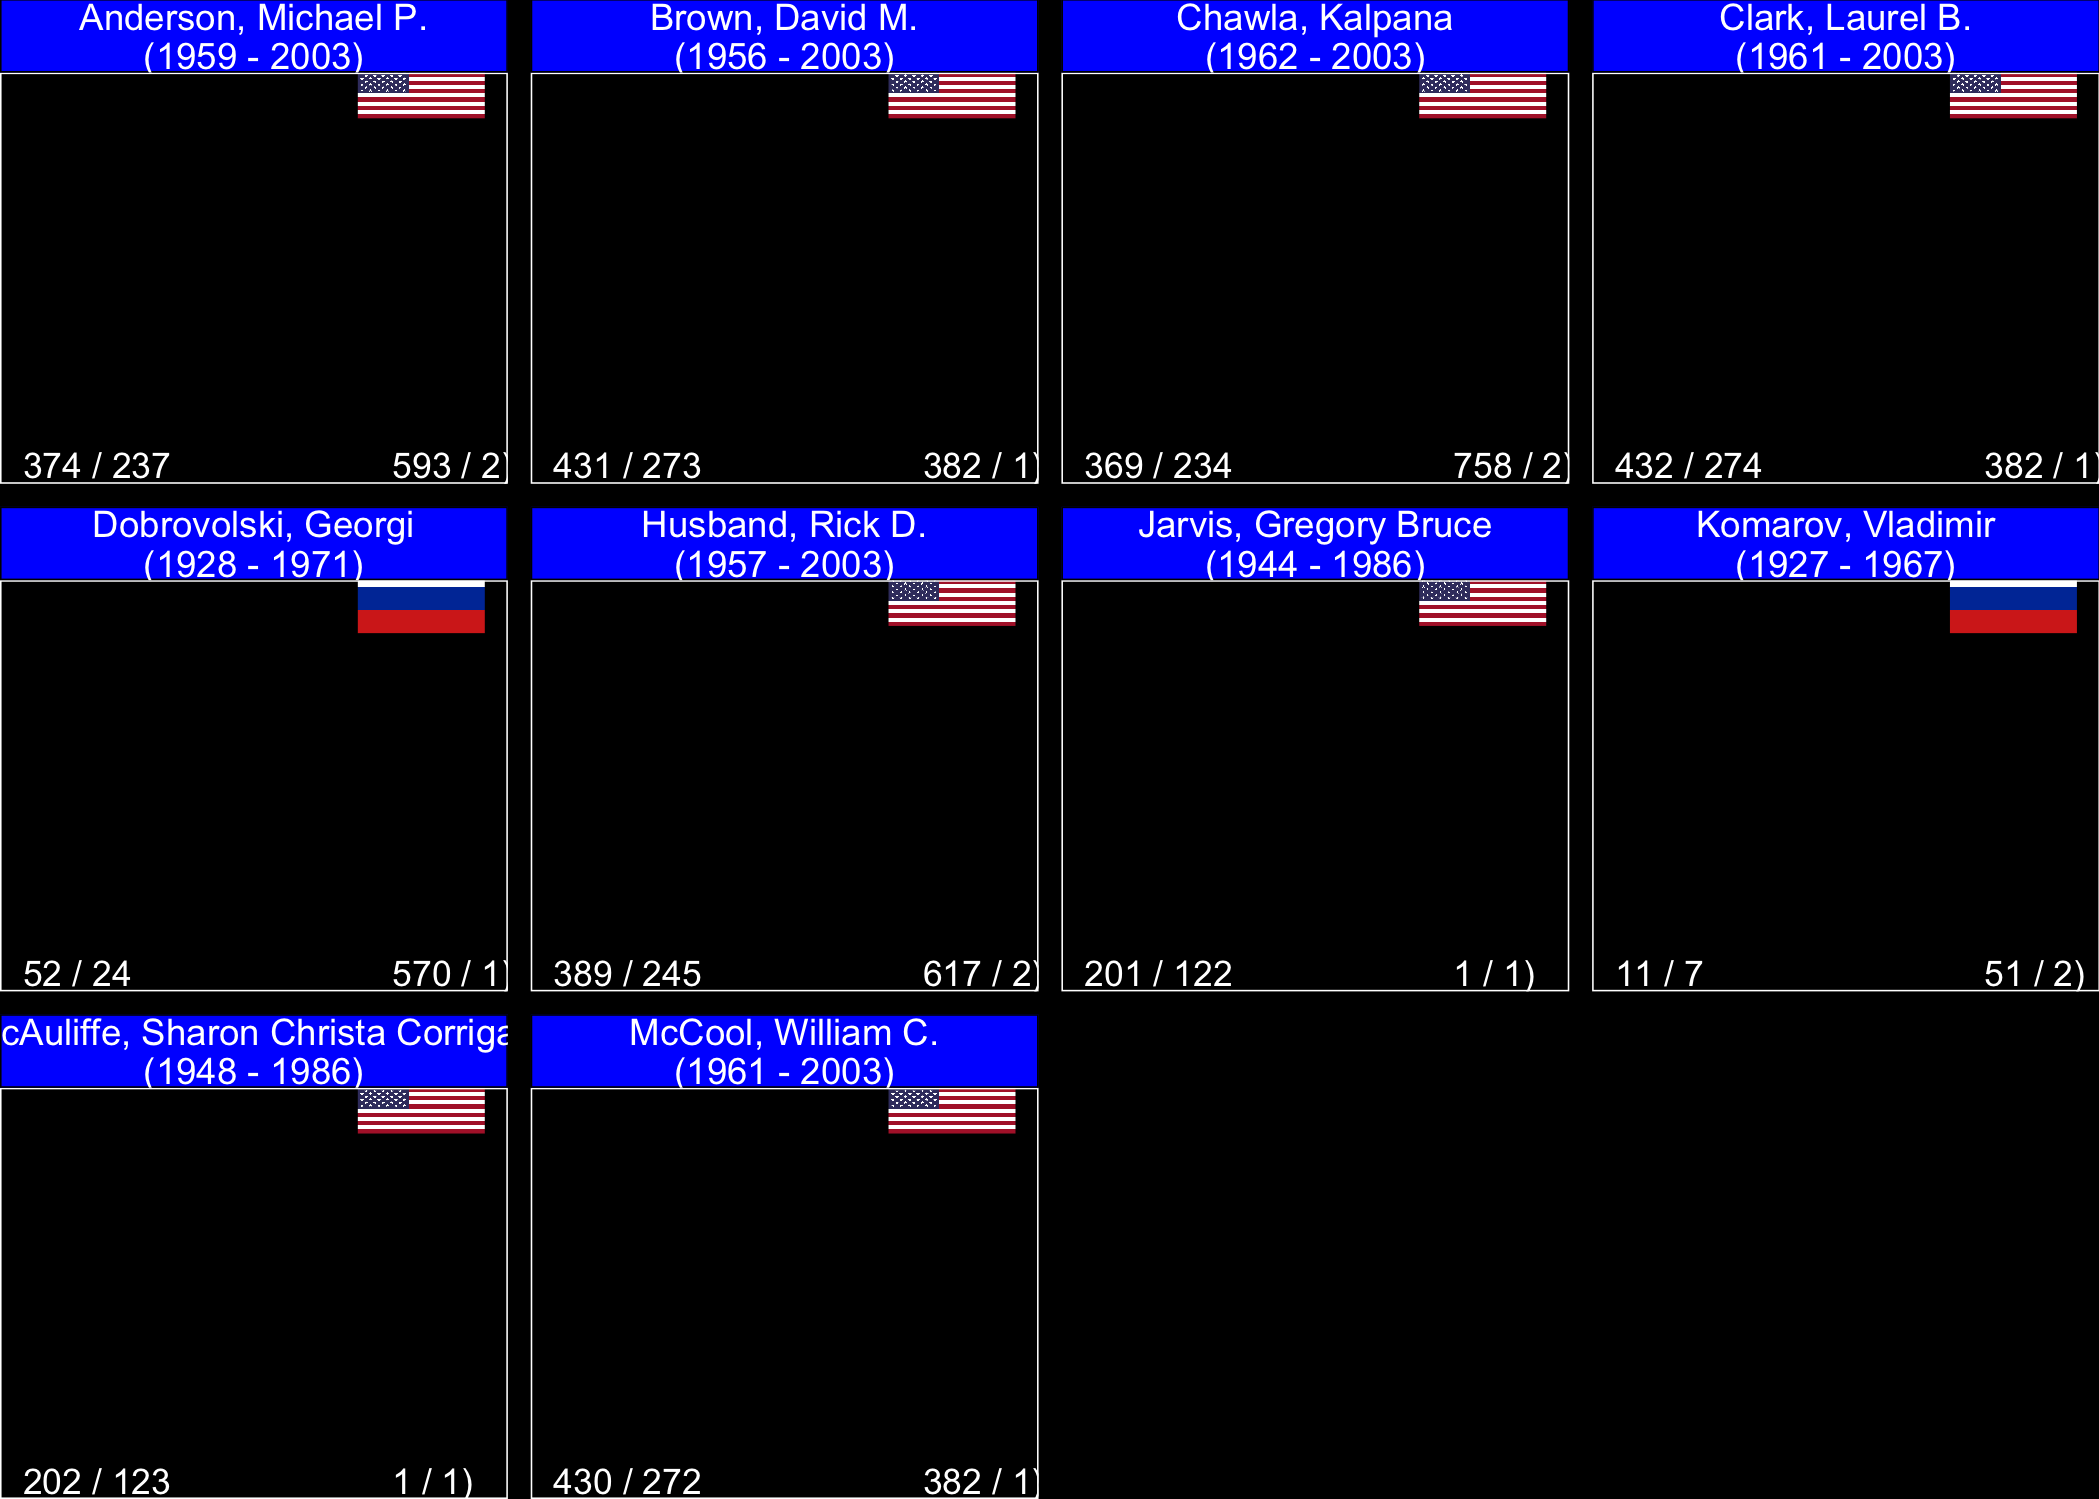 Anderson, Michael P.
(1959 - 2003)
374 / 237
593 / 2)
Brown, David M.
(1956 - 2003)
431 / 273
382 / 1)
Chawla, Kalpana
(1962 - 2003)
369 / 234
758 / 2)
Clark, Laurel B.
(1961 - 2003)
432 / 274
382 / 1)
Dobrovolski, Georgi
(1928 - 1971)
52 / 24
570 / 1)
Husband, Rick D.
(1957 - 2003)
389 / 245
617 / 2)
Jarvis, Gregory Bruce
(1944 - 1986)
201 / 122
1 / 1)
Komarov, Vladimir
(1927 - 1967)
11 / 7
51 / 2)
cAuliffe, Sharon Christa Corriga
(1948 - 1986)
202 / 123
1 / 1)
McCool, William C.
(1961 - 2003)
430 / 272
382 / 1)